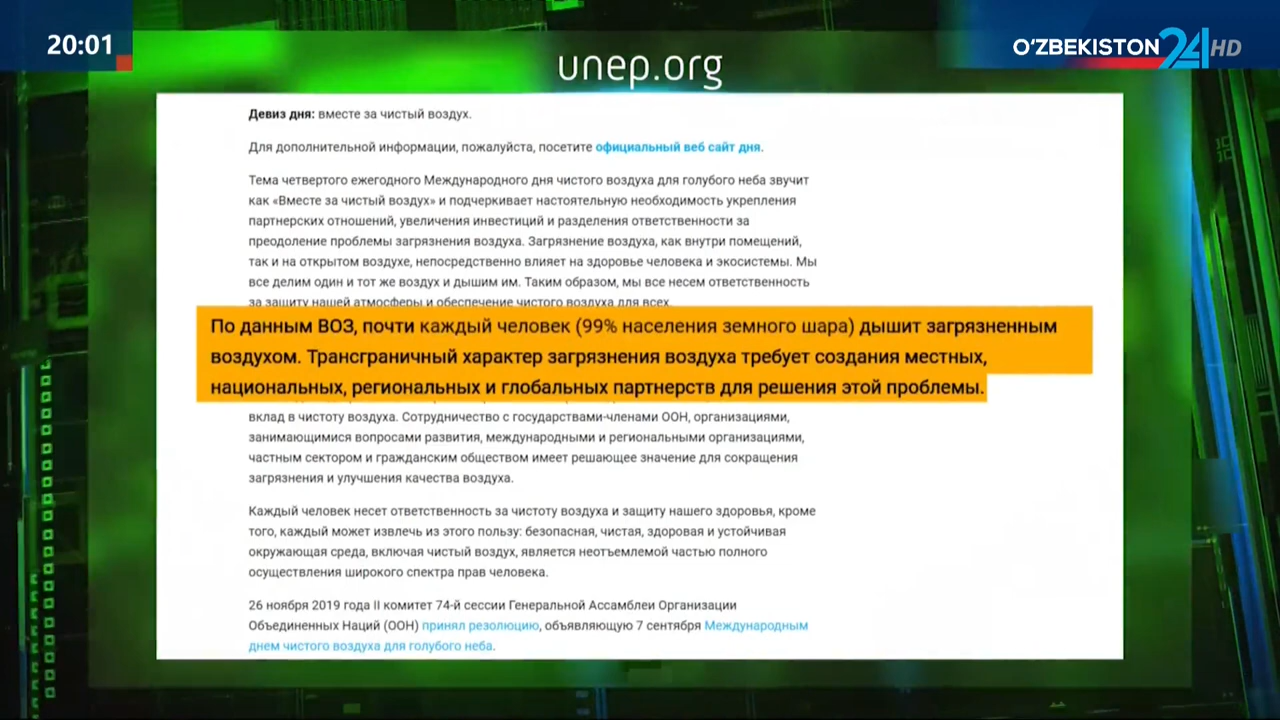 20:01
O'ZBEKISTON 24 HD
unep.org
Девиз дня: вместе за чистый воздух.
Для дополнительной информации, пожалуйста, посетите официальный веб сайт дня.
Тема четвертого ежегодного Международного дня чистого воздуха для голубого неба звучит
как «Вместе за чистый воздух» и подчеркивает настоятельную необходимость укрепления
партнерских отношений, увеличения инвестиций и разделения ответственности за
преодоление проблемы загрязнения воздуха. Загрязнение воздуха, как внутри помещений,
так и на открытом воздухе, непосредственно влияет на здоровье человека и экосистемы. Мы
все делим один и тот же воздух и дышим им. Таким образом, мы все несем ответственность
за защиту нашей атмосферы и обеспечение чистого воздуха для всех.
По данным ВОЗ, почти каждый человек (99% населения земного шара) дышит загрязненным
воздухом. Трансграничный характер загрязнения воздуха требует создания местных,
национальных, региональных и глобальных партнерств для решения этой проблемы.
вклад в чистоту воздуха. Сотрудничество с государствами-членами ООН, организациями,
занимающимися вопросами развития, международными и региональными организациями,
частным сектором и гражданским обществом имеет решающее значение для сокращения
загрязнения и улучшения качества воздуха.
Каждый человек несет ответственность за чистоту воздуха и защиту нашего здоровья, кроме
того, каждый может извлечь из этого пользу: безопасная, чистая, здоровая и устойчивая
окружающая среда, включая чистый воздух, является неотъемлемой частью полного
осуществления широкого спектра прав человека.
26 ноября 2019 года II комитет 74-й сессии Генеральной Ассамблеи Организации
Объединенных Наций (ООН) принял резолюцию, объявляющую 7 сентября Международным
днем чистого воздуха для голубого неба.